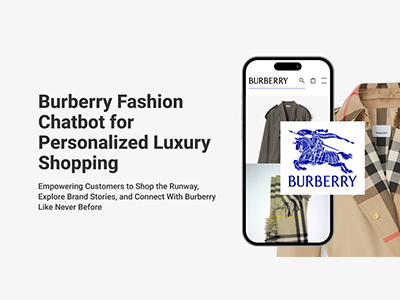 Burberry Fashion
Chatbot for
Personalized Luxury
Shopping
Empowering Customers to Shop the Runway,
Explore Brand Stories, and Connect With Burberry
Like Never Before
BURBERRY
BURBERRY